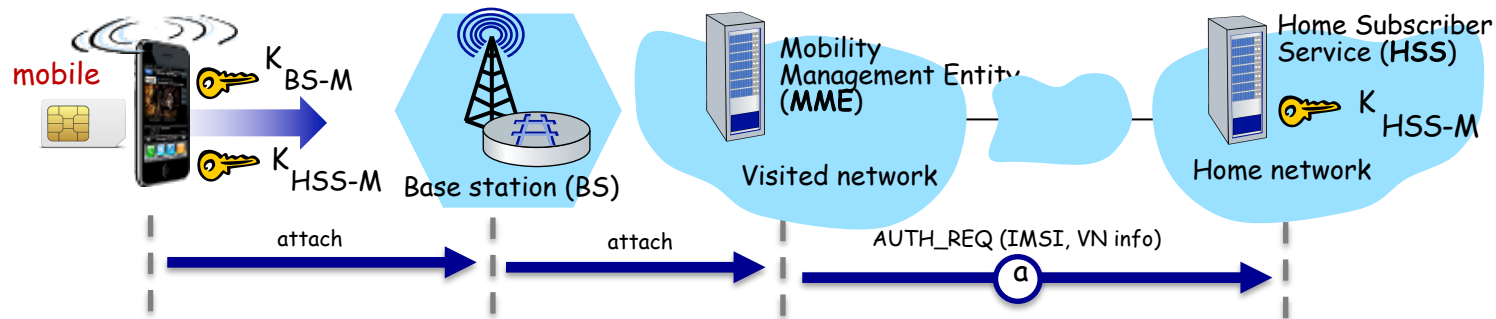 mobile
K BS-M
K HSS-M
Base station (BS)
Mobility
Management Entity
(MME)
Visited network
Home Subscriber
Service (HSS)
K HSS-M
Home network
attach
attach
AUTH_REQ (IMSI, VN info)
a